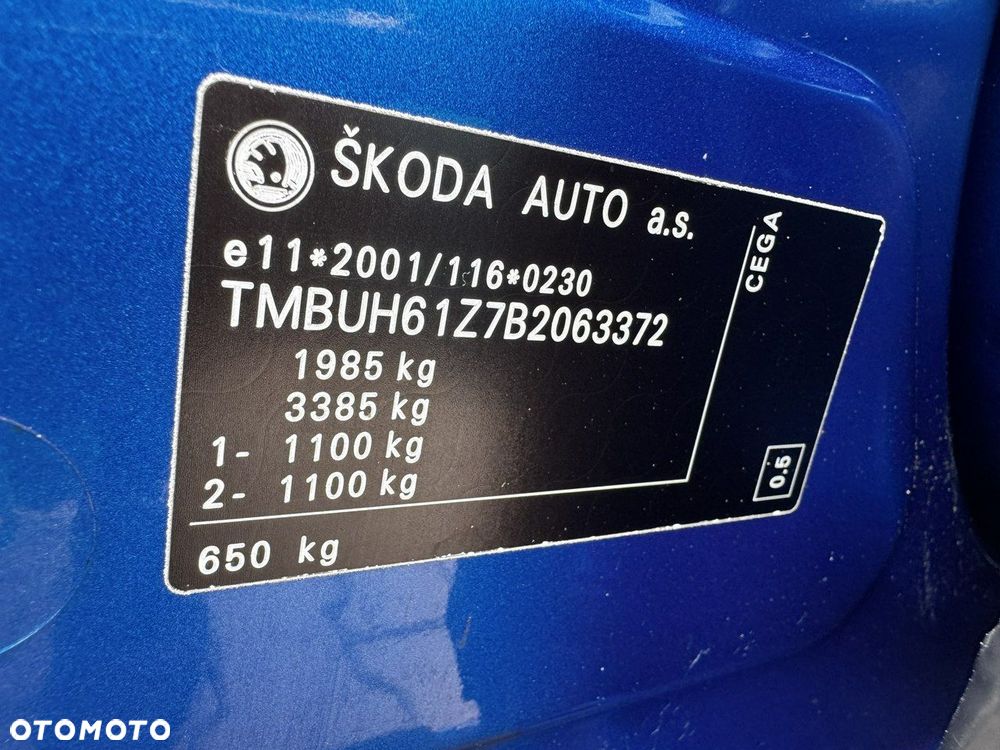 ŠKODA AUTO a.s.
e11*2001/116*0230
TMBUH61Z7B2063372
1985 kg
3385 kg
1- 1100 kg
2- 1100 kg
650 kg
CEGA
0.5
OTOMOTO